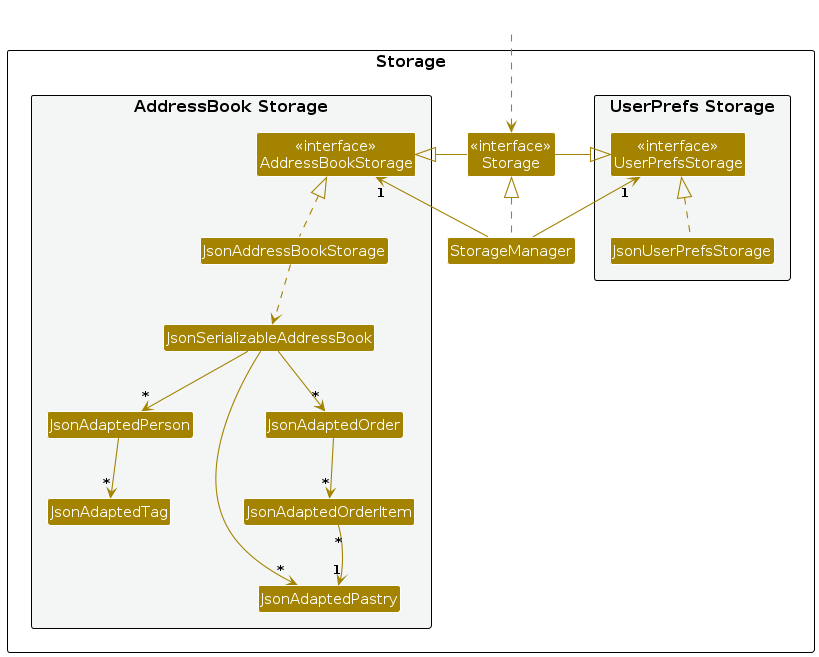 Storage
AddressBook Storage
UserPrefs Storage
«interface»
AddressBookStorage
«interface»
Storage
«interface»
UserPrefsStorage
1
1
JsonAddressBookStorage
StorageManager
JsonUserPrefsStorage
JsonSerializableAddressBook
*
*
JsonAdaptedPerson
JsonAdaptedOrder
*
*
JsonAdaptedTag
JsonAdaptedOrderItem
*
*
1
JsonAdaptedPastry